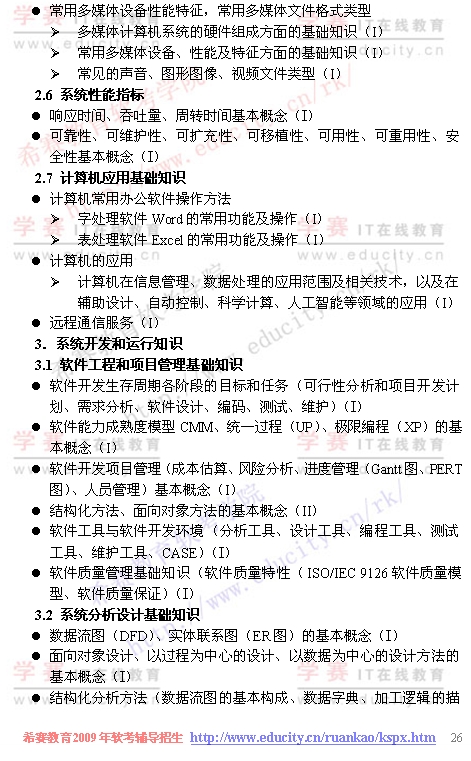 ● 常用多媒体设备性能特征，常用多媒体文件格式类型
➢ 多媒体计算机系统的硬件组成方面的基础知识（I）
➢ 常用多媒体设备、性能及特征方面的基础知识（I）
➢ 常见的声音、图形图像、视频文件类型（I）
2.6 系统性能指标
● 响应时间、吞吐量、周转时间基本概念（I）
● 可靠性、可维护性、可扩充性、可移植性、可用性、可重用性、安
全性基本概念（I）
2.7 计算机应用基础知识
● 计算机常用办公软件操作方法
➢ 字处理软件 Word 的常用功能及操作（I）
➢ 表处理软件 Excel 的常用功能及操作（I）
● 计算机的应用
➢ 计算机在信息管理、数据处理的应用范围及相关技术，以及在
辅助设计、自动控制、科学计算、人工智能等领域的应用（I）
● 远程通信服务（I）
3．系统开发和运行知识
3.1 软件工程和项目管理基础知识
● 软件开发生存周期各阶段的目标和任务（可行性分析和项目开发计
划、需求分析、软件设计、编码、测试、维护）（I）
● 软件能力成熟度模型 CMM、统一过程（UP）、极限编程（XP）的基
本概念（I）
● 软件开发项目管理（成本估算、风险分析、进度管理（Gantt 图、PERT
图）、人员管理）基本概念（I）
● 结构化方法、面向对象方法的基本概念（II）
● 软件工具与软件开发环境（分析工具、设计工具、编程工具、测试
工具、维护工具、CASE）（I）
● 软件质量管理基础知识（软件质量特性（ ISO/IEC 9126 软件质量模
型、软件质量保证）（I）
3.2 系统分析设计基础知识
● 数据流图（DFD）、实体联系图（ER 图）的基本概念（I）
● 面向对象设计、以过程为中心的设计、以数据为中心的设计方法的
基本概念（I）
● 结构化分析方法（数据流图的基本构成、数据字典、加工逻辑的描
希赛教育 2009 年软考辅导招生 http://www.educity.cn/ruankao/kspx.htm 26
学赛 IT在线教育
www.educity.cn